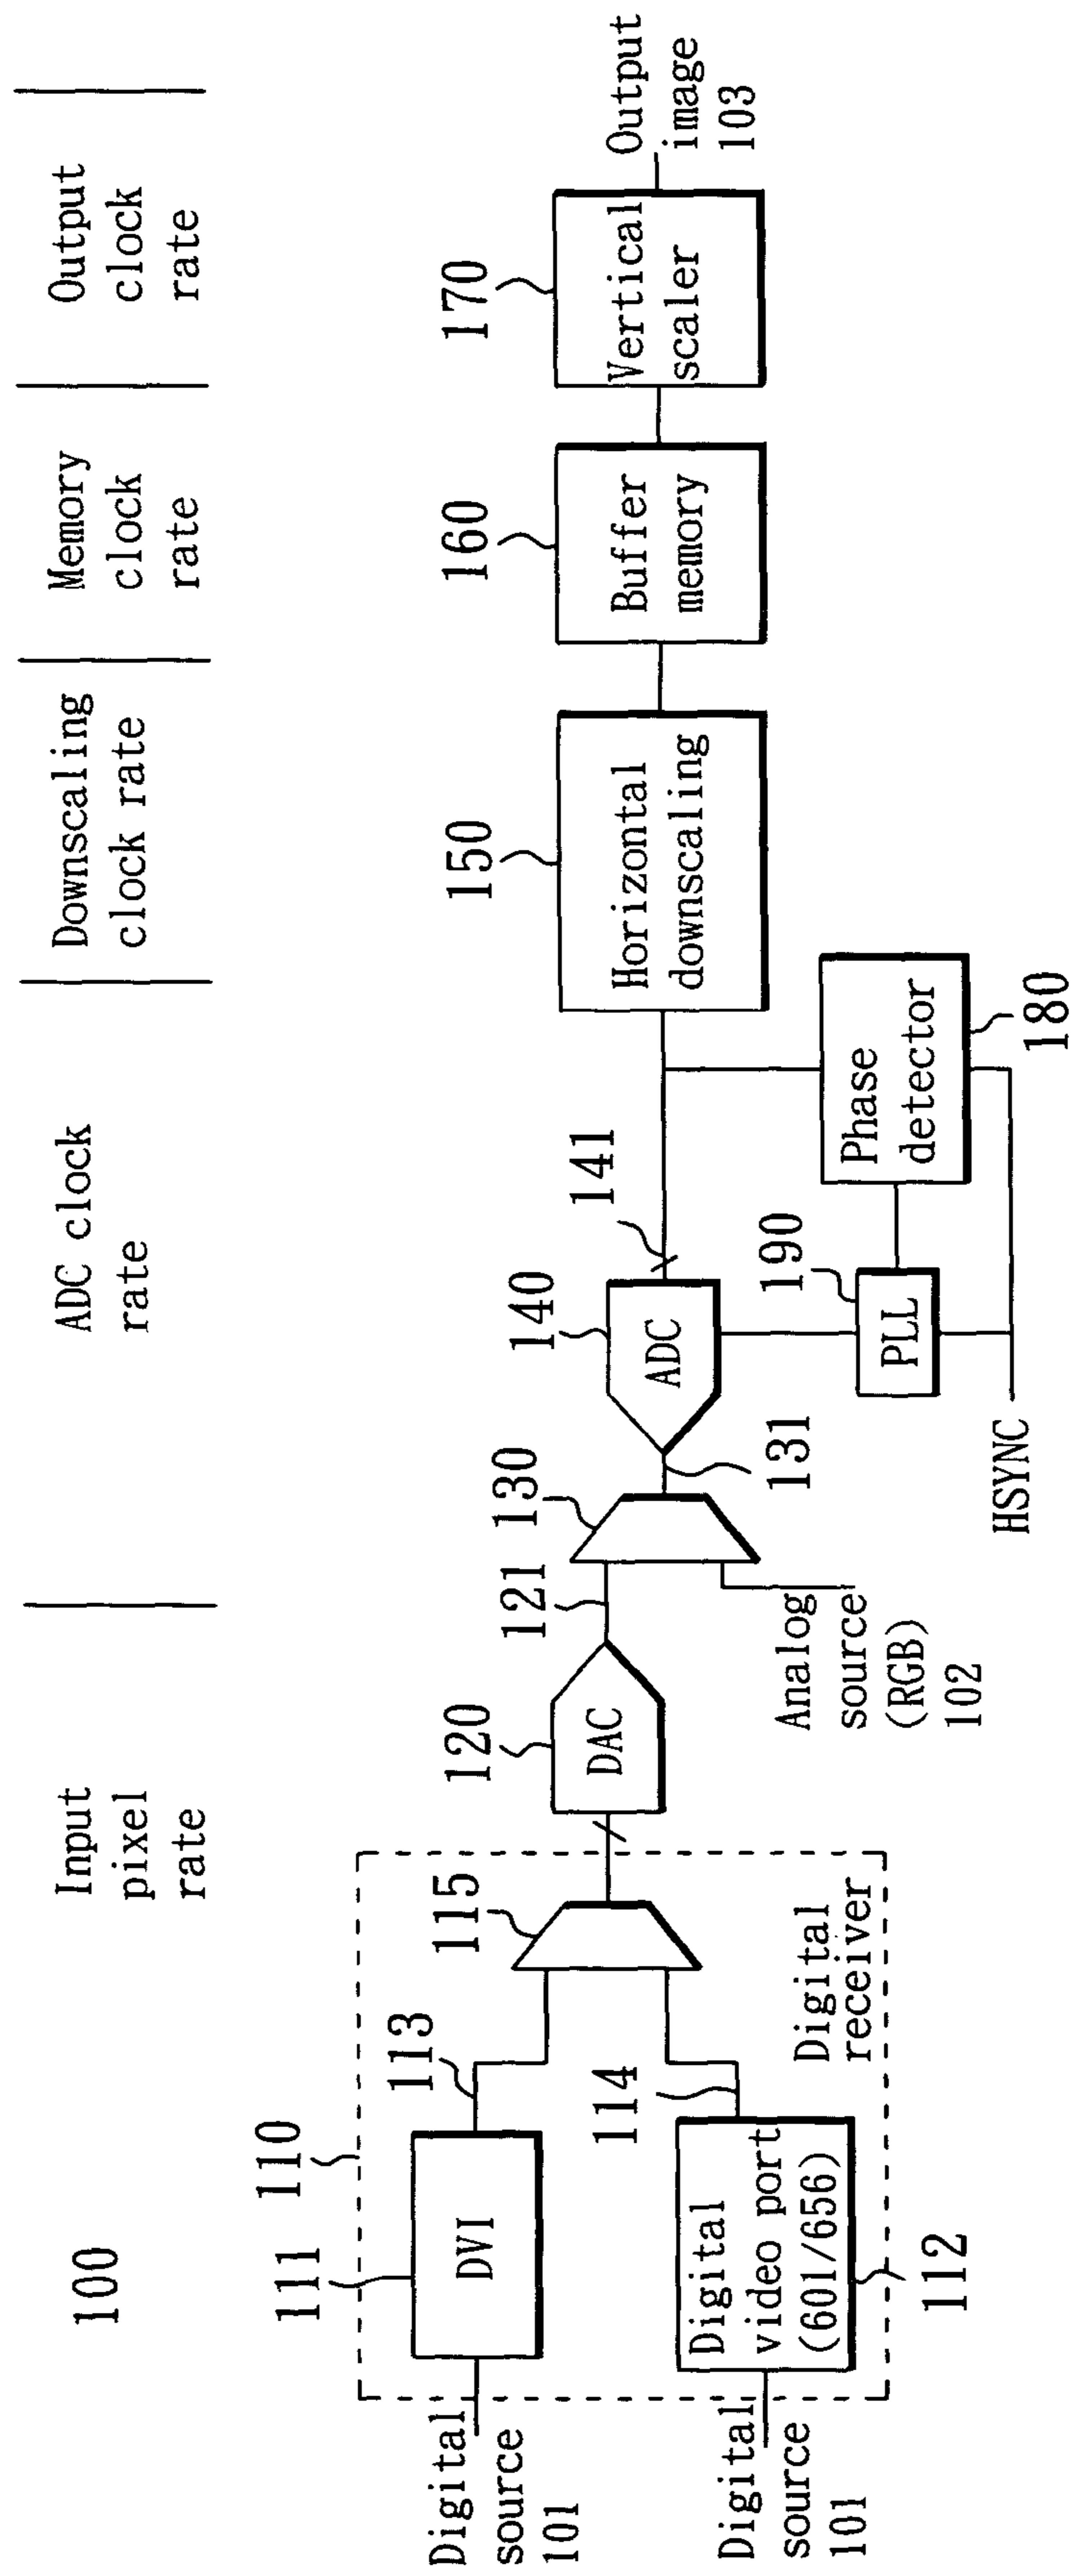 100
Input
pixel
rate
ADC clock
rate
Downscaling
clock rate
Memory
clock
rate
Output
clock
rate
110
111
DVI
113
115
114
Digital
video port
(601/656)
112
Digital
receiver
Digital
source
101
Digital
source
101
120
DAC
121
130
131
Analog
source
(RGB)
102
140
ADC
141
190
PLL
HSYNC
Phase
detector
180
150
Horizontal
downscaling
160
Buffer
memory
170
Vertical
scaler
Output
image
103